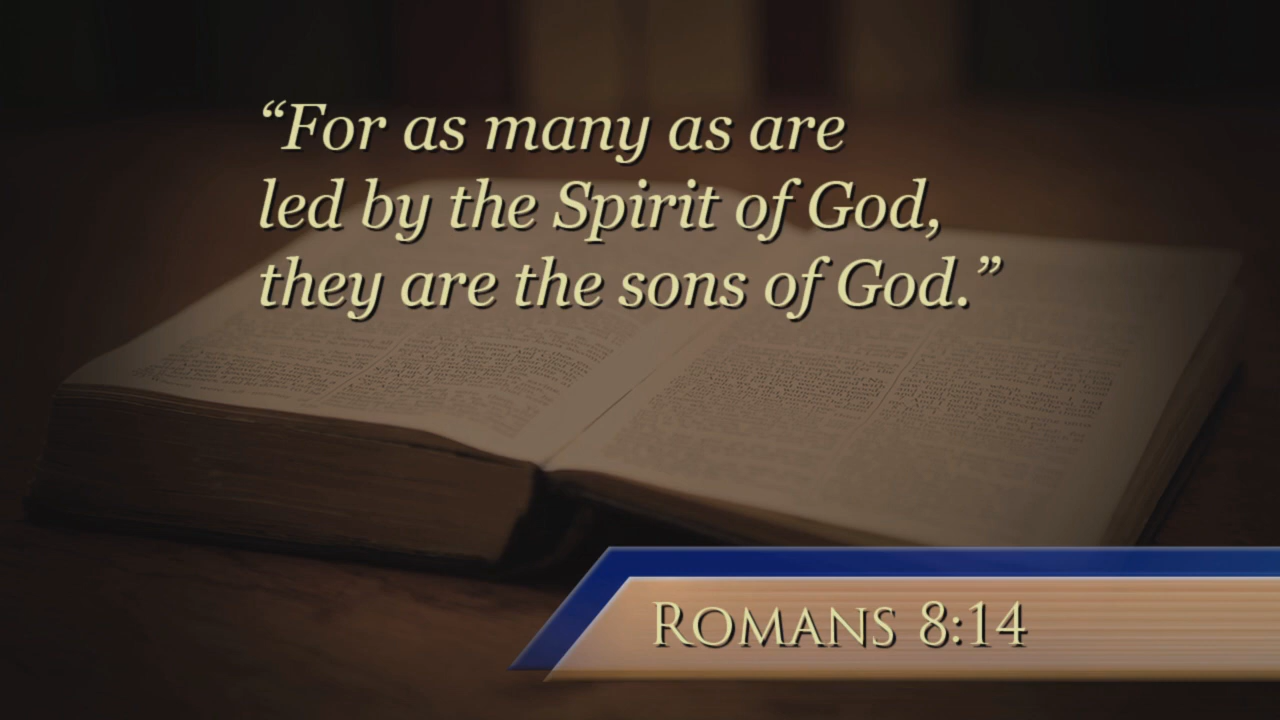 “For as many as are
led by the Spirit of God,
they are the sons of God.”
ROMANS 8:14